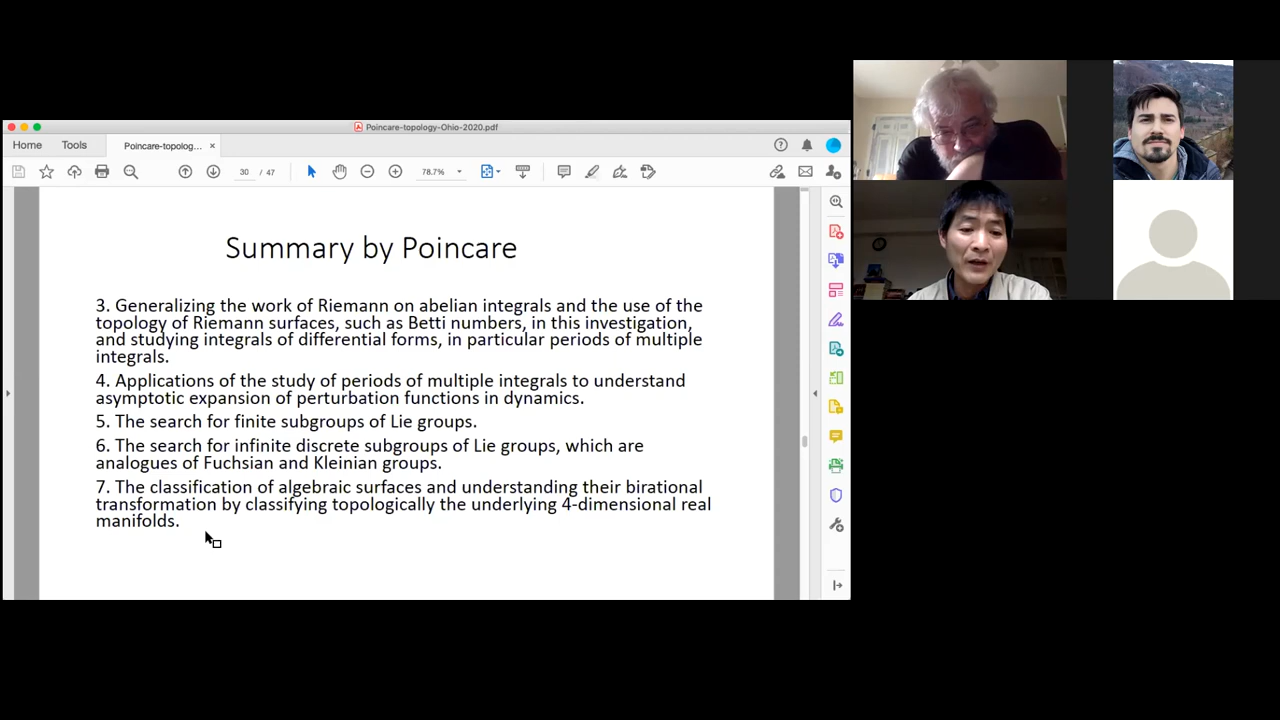 Poincare-topology-Ohio-2020.pdf
Home Tools Poincare-topolog... ×
30 / 47 78.7%
Summary by Poincare
3. Generalizing the work of Riemann on abelian integrals and the use of the
topology of Riemann surfaces, such as Betti numbers, in this investigation,
and studying integrals of differential forms, in particular periods of multiple
integrals.
4. Applications of the study of periods of multiple integrals to understand
asymptotic expansion of perturbation functions in dynamics.
5. The search for finite subgroups of Lie groups.
6. The search for infinite discrete subgroups of Lie groups, which are
analogues of Fuchsian and Kleinian groups.
7. The classification of algebraic surfaces and understanding their birational
transformation by classifying topologically the underlying 4-dimensional real
manifolds.